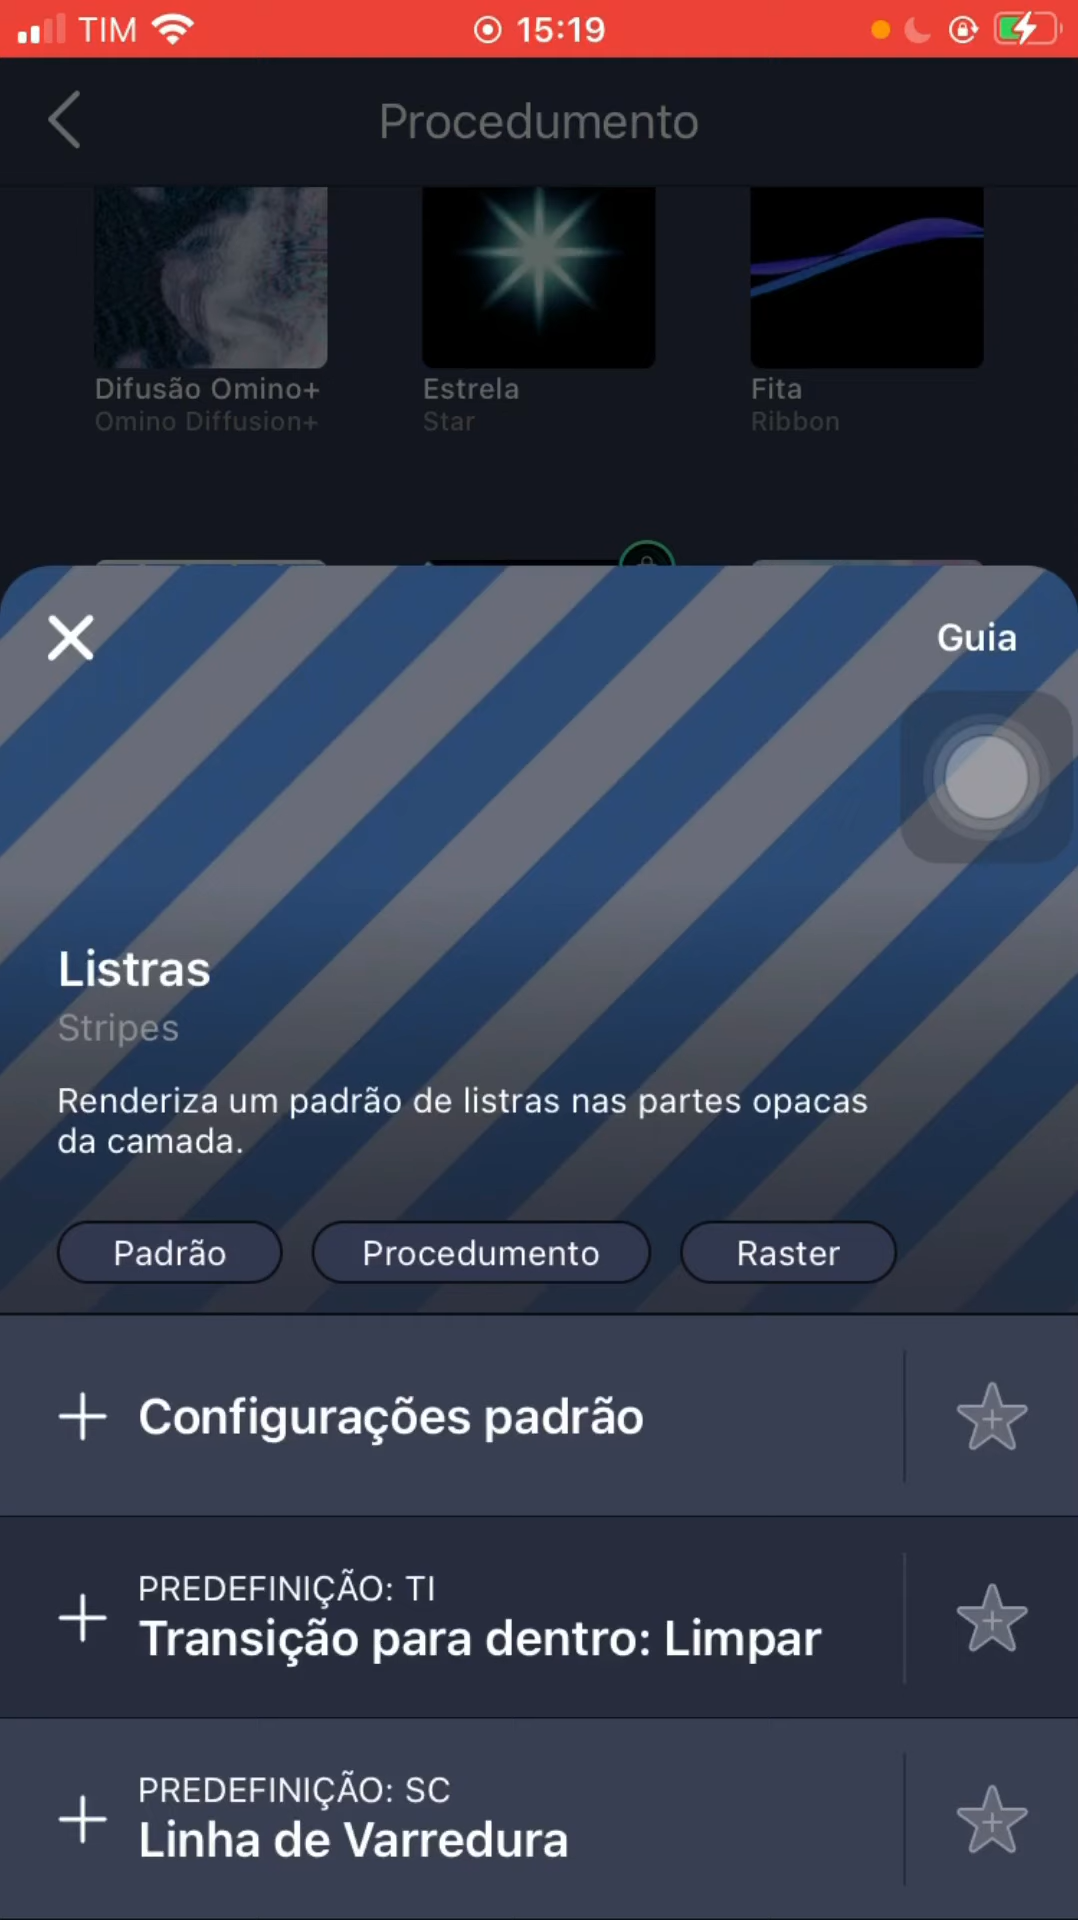 TIM 15:19
Procedumento
Difusão Omino+ Estrela Fita
Omino Diffusion+ Star Ribbon
Guia
Listras
Stripes
Renderiza um padrão de listras nas partes opacas
da camada.
Padrão Procedumento Raster
Configurações padrão
PREDEFINIÇÃO: TI
Transição para dentro: Limpar
PREDEFINIÇÃO: SC
Linha de Varredura